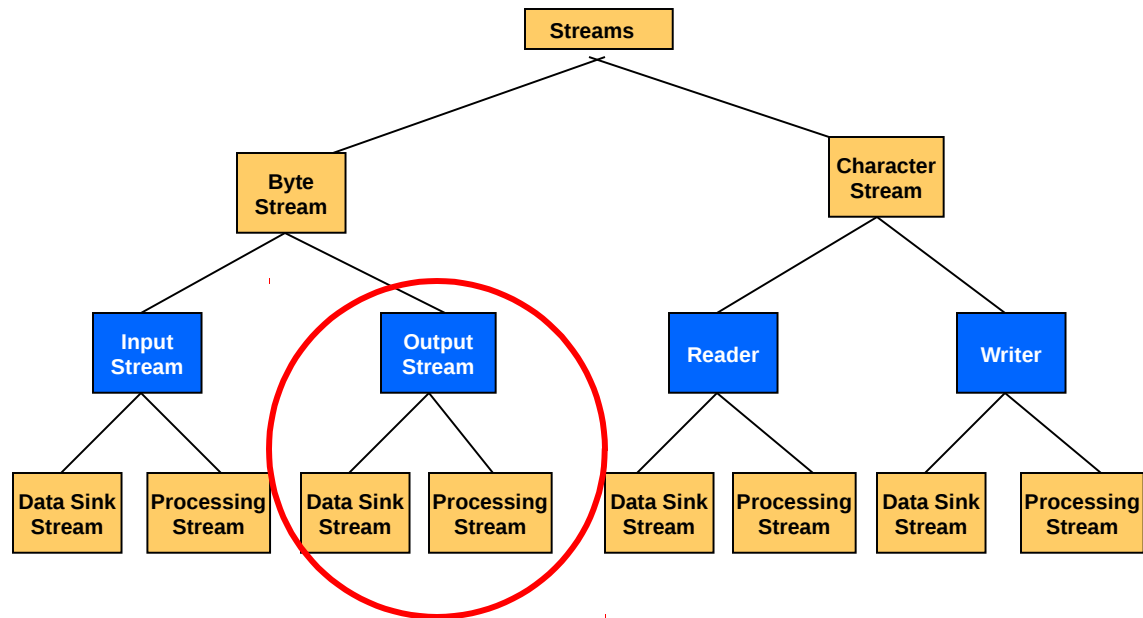 Streams
Byte
Stream
Character
Stream
Input
Stream
Output
Stream
Reader
Writer
Data Sink
Stream
Processing
Stream
Data Sink
Stream
Processing
Stream
Data Sink
Stream
Processing
Stream
Data Sink
Stream
Processing
Stream